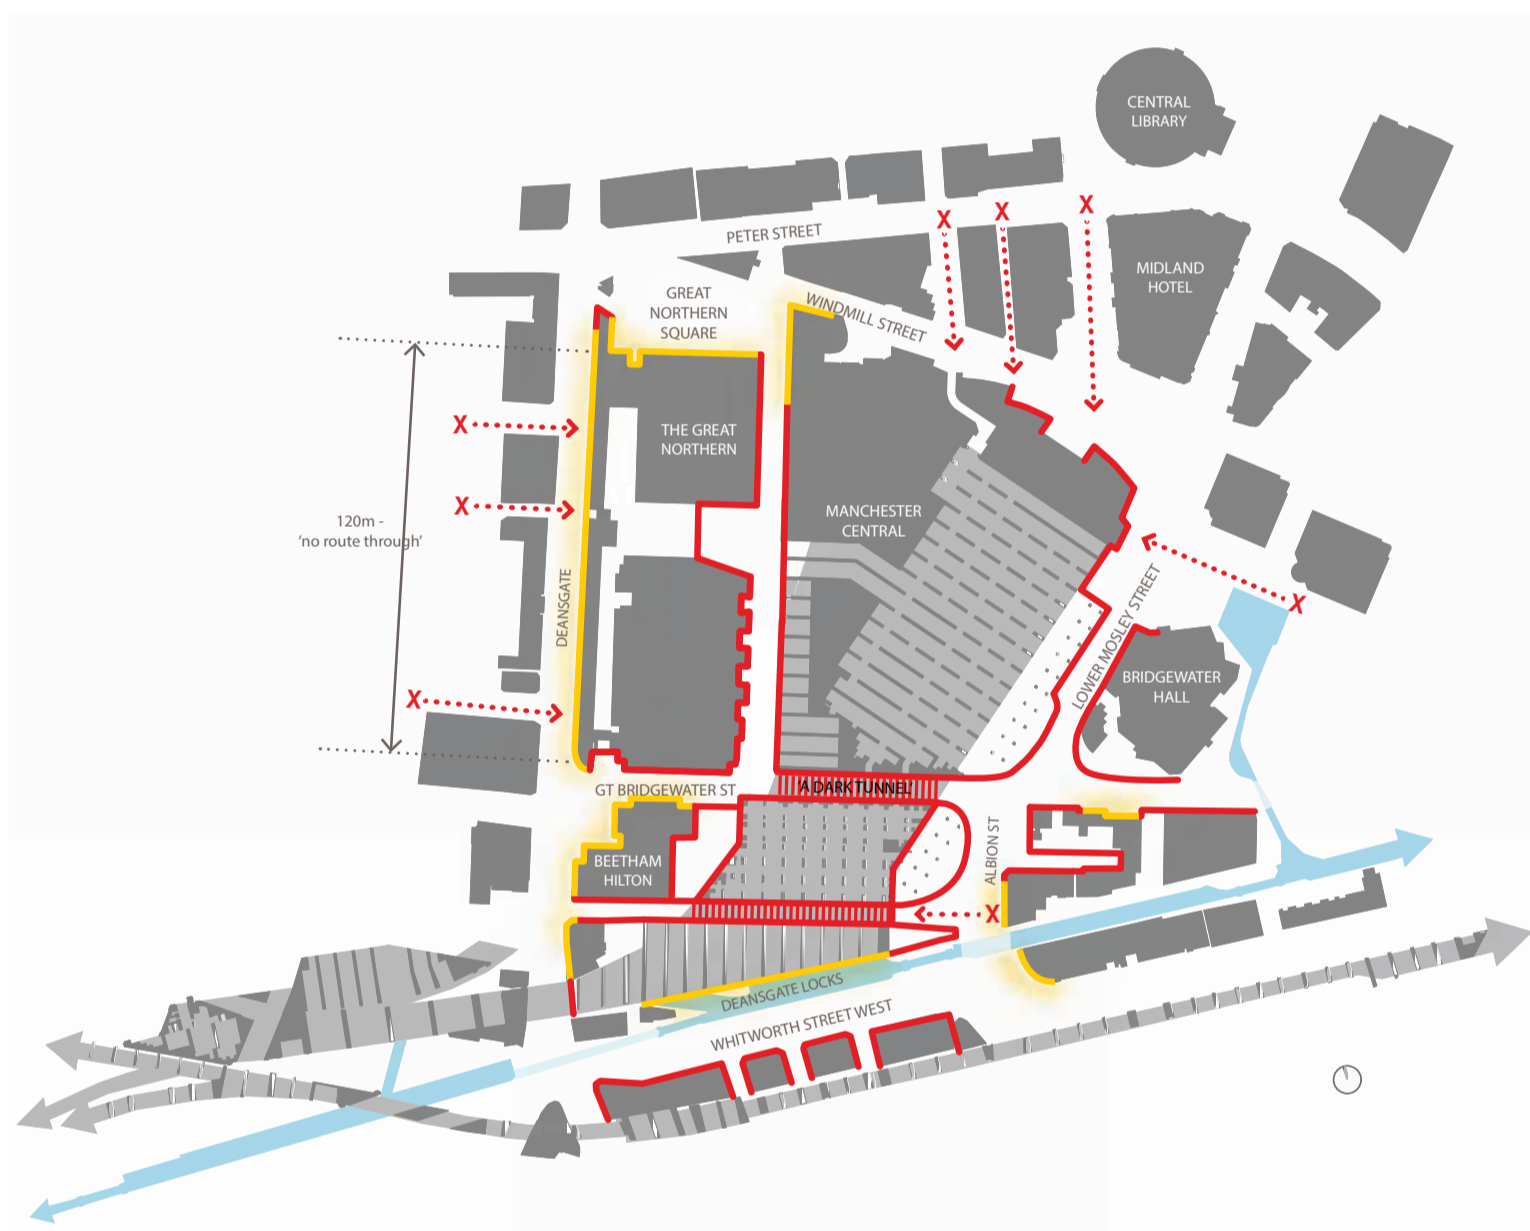 CENTRAL
LIBRARY
X
X
X
PETER STREET
MIDLAND
HOTEL
GREAT
NORTHERN
SQUARE
WINDMILL STREET
X
THE GREAT
NORTHERN
X
120m -
‘no route through’
MANCHESTER
CENTRAL
DEANSGATE
LOWER MOSLEY STREET
X
BRIDGEWATER
HALL
X
GT BRIDGEWATER ST
'A DARK TUNNEL'
ALBION ST
BEETHAM
HILTON
X
DEANSGATE LOCKS
WHITWORTH STREET WEST